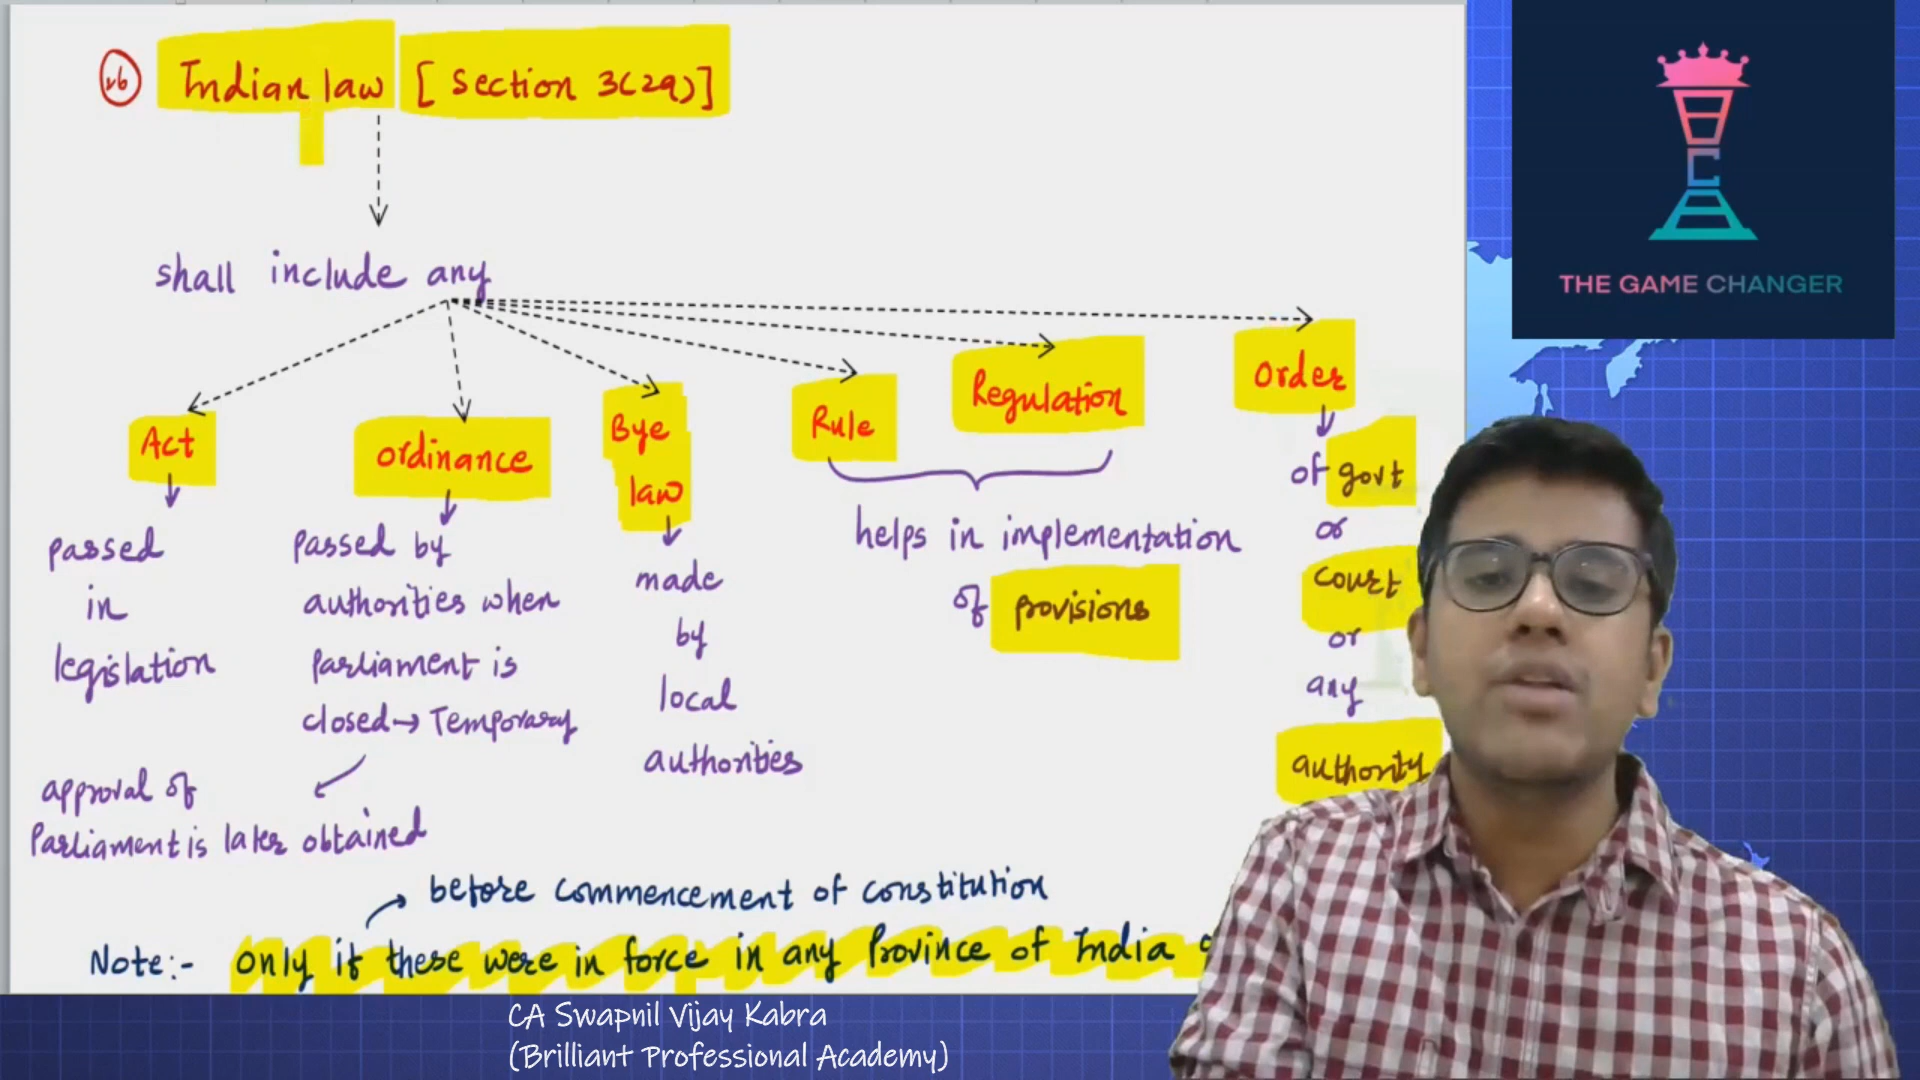 26 Indian law [Section 3(29)]
shall include any
Act
ordinance
Bye
law
Rule
Regulation
Order
passed
in
legislation
passed by
authorities when
Parliament is
closed → Temporary
approval of
Parliament is later obtained
made
by
local
authorities
helps in implementation
of provisions
of govt
or
court
or
any
authority
before commencement of constitution
Note:- only if these were in force in any Province of India
CA Swapnil Vijay Kabra
(Brilliant Professional Academy)
THE GAME CHANGER